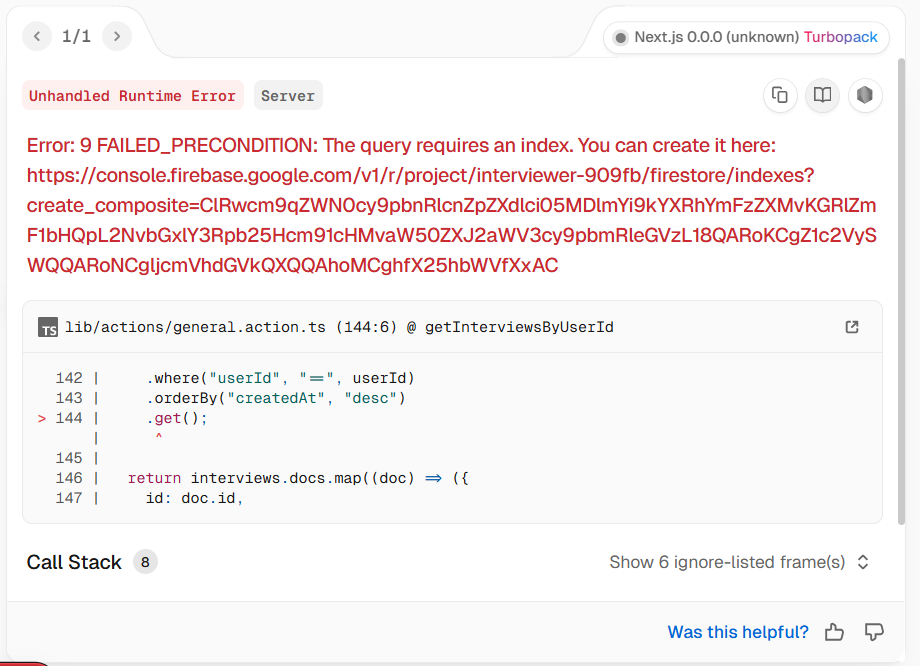 1/1
Next.js 0.0.0 (unknown) Turbopack
Unhandled Runtime Error
Server
Error: 9 FAILED_PRECONDITION: The query requires an index. You can create it here:
https://console.firebase.google.com/v1/r/project/interviewer-909fb/firestore/indexes?
create_composite=ClRwcm9qZWN0cy9pbnRlcnZpZXdlci05MDlmYi9kYXRhYmFzZXMvKGRlZm
F1bHQpL2NvbGxlY3Rpb25Hcm91cHMvaW50ZXJ2aWV3cy9pbmRleGVzL18QARoKCgZ1c2VyS
WQQARoNCgljcmVhdGVkQXQQAhoMCghfX25hbWVfXxAC
TS lib/actions/general.action.ts (144:6) @ getInterviewsByUserId
142 | .where("userId", "==", userId)
143 | .orderBy("createdAt", "desc")
> 144 | .get();
| ^
145 |
146 | return interviews.docs.map((doc) => ({
147 | id: doc.id,
Call Stack 8
Show 6 ignore-listed frame(s)
Was this helpful?